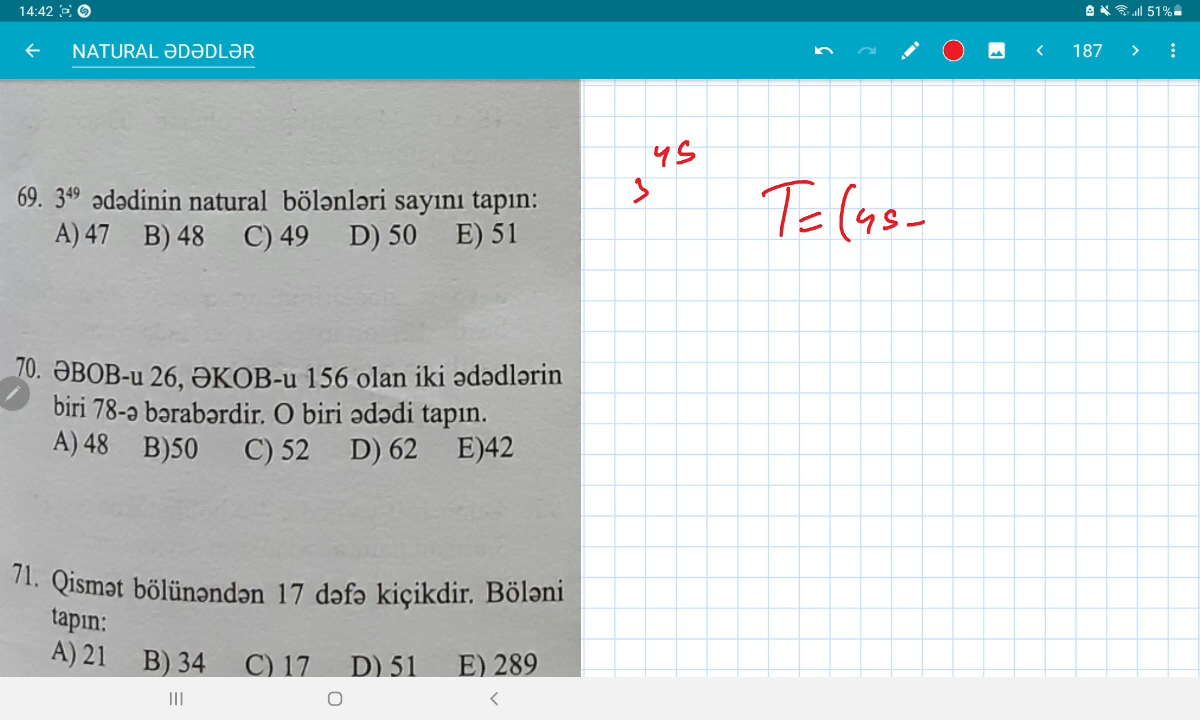 14:42
51%
NATURAL ƏDƏDLƏR
187
69. 3⁴⁹ ədədinin natural bölənləri sayını tapın:
A) 47 B) 48 C) 49 D) 50 E) 51
70. ƏBOB-u 26, ƏKOB-u 156 olan iki ədədlərin
biri 78-ə bərabərdir. O biri ədədi tapın.
A) 48 B)50 C) 52 D) 62 E)42
71. Qismət bölünəndən 17 dəfə kiçikdir. Böləni
tapın:
A) 21 B) 34 C) 17 D) 51 E) 289
3⁴⁹
T=(49-